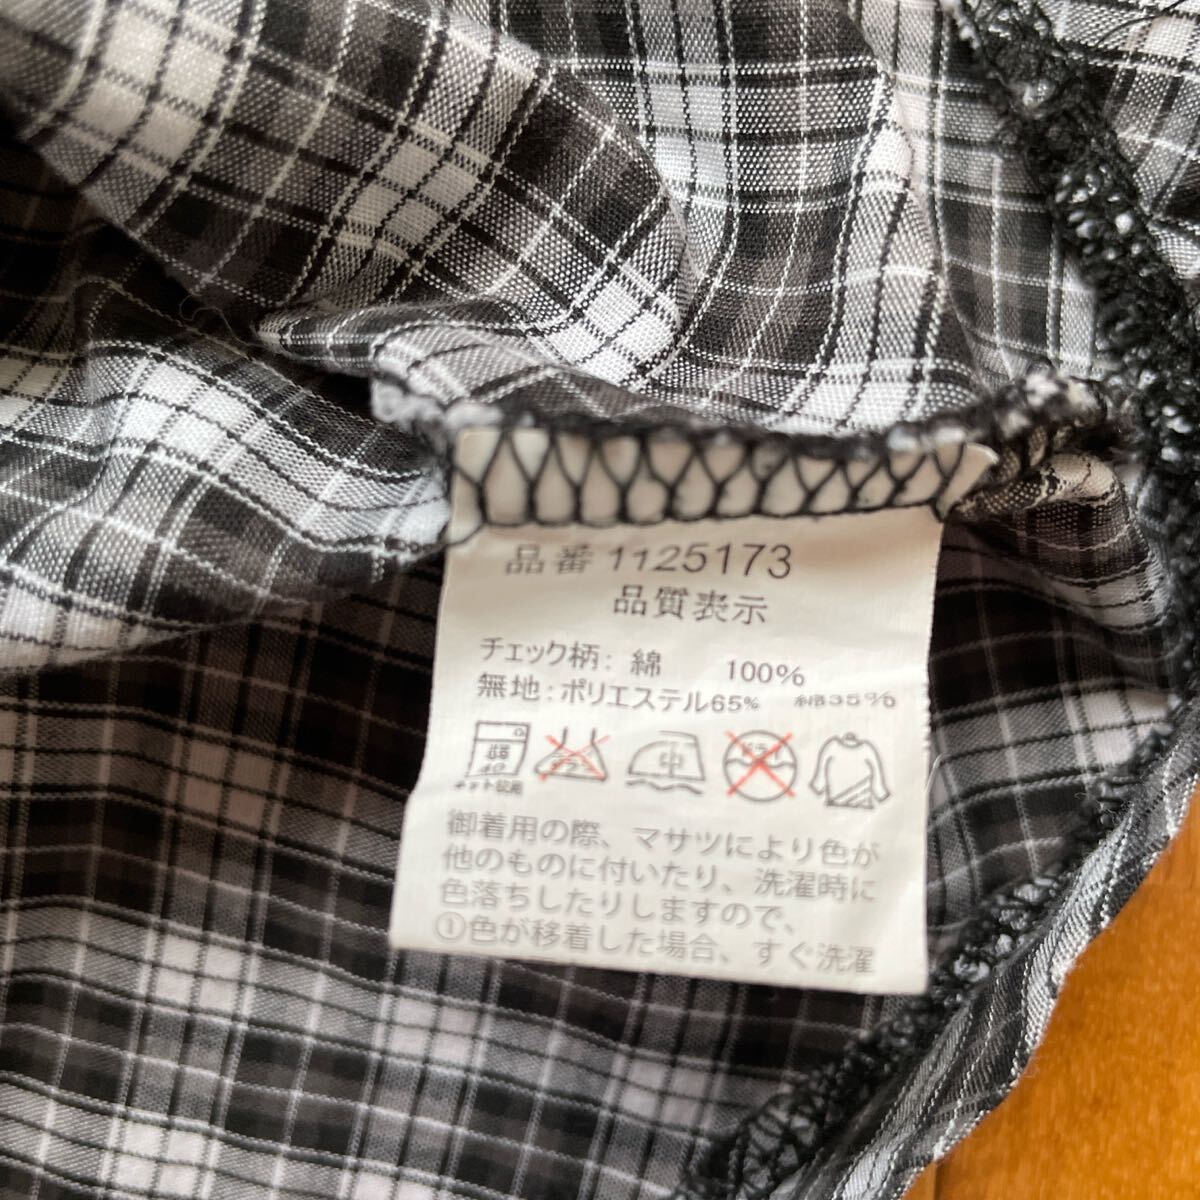 品番 1125173
品質表示
チェック柄: 綿 100%
無地: ポリエステル65% 綿35%
中
ドライ
ネット使用
御着用の際、マサツにより色が
他のものに付いたり、洗濯時に
色落ちしたりしますので、
①色が移着した場合、すぐ洗濯